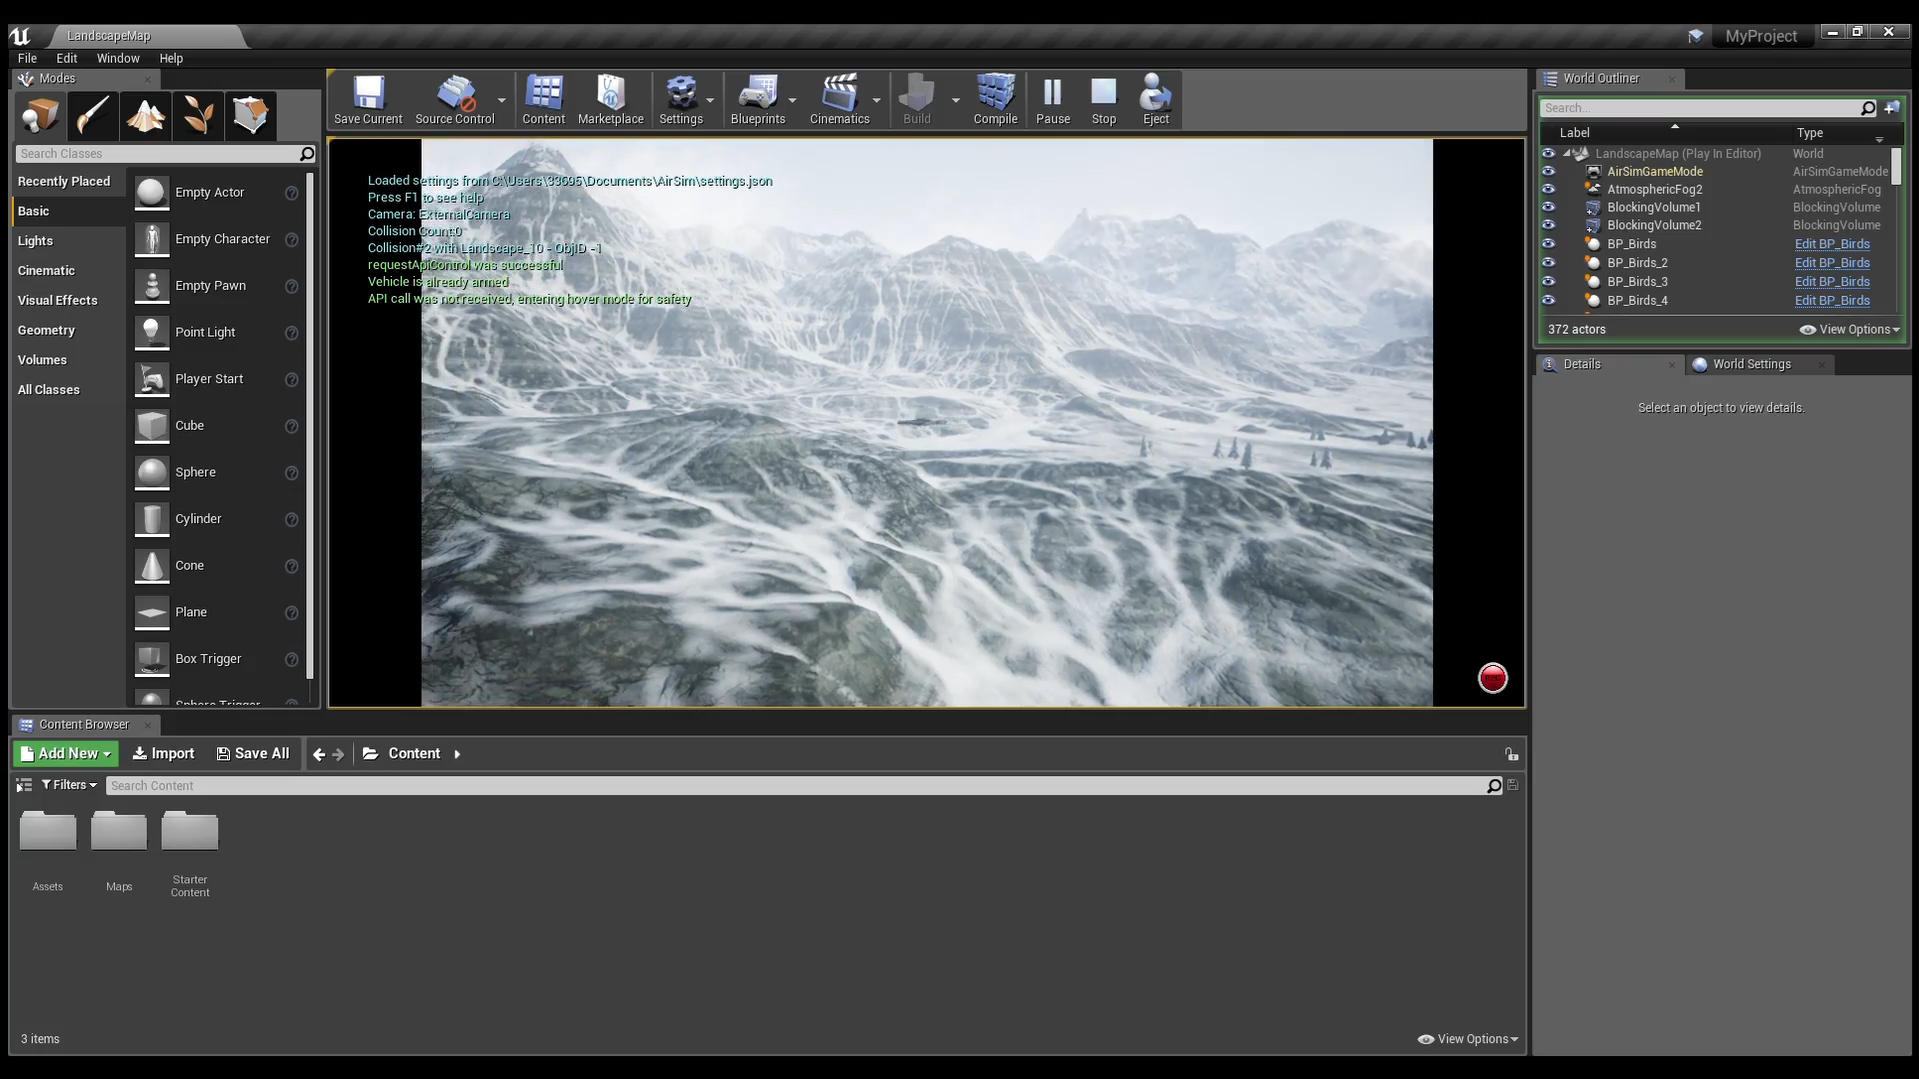 LandscapeMap
MyProject
File Edit Window Help
Modes
Search Classes
Recently Placed
Basic
Lights
Cinematic
Visual Effects
Geometry
Volumes
All Classes
Empty Actor
Empty Character
Empty Pawn
Point Light
Player Start
Cube
Sphere
Cylinder
Cone
Plane
Box Trigger
Sphere Trigger
Save Current
Source Control
Content
Marketplace
Settings
Blueprints
Cinematics
Build
Compile
Pause
Stop
Eject
Loaded settings from C:\Users\33695\Documents\AirSim\settings.json
Press F1 to see help
Camera: ExternalCamera
Collision Count:0
Collision#2 with Landscape_10 - ObjID -1
requestApiControl was successful
Vehicle is already armed
API call was not received, entering hover mode for safety
World Outliner
Search...
Label Type
LandscapeMap (Play In Editor) World
AirSimGameMode AirSimGameMode
AtmosphericFog2 AtmosphericFog
BlockingVolume1 BlockingVolume
BlockingVolume2 BlockingVolume
BP_Birds Edit BP_Birds
BP_Birds_2 Edit BP_Birds
BP_Birds_3 Edit BP_Birds
BP_Birds_4 Edit BP_Birds
372 actors View Options
Details World Settings
Select an object to view details.
Content Browser
Add New Import Save All Content
Filters Search Content
Assets
Maps
Starter
Content
3 items View Options